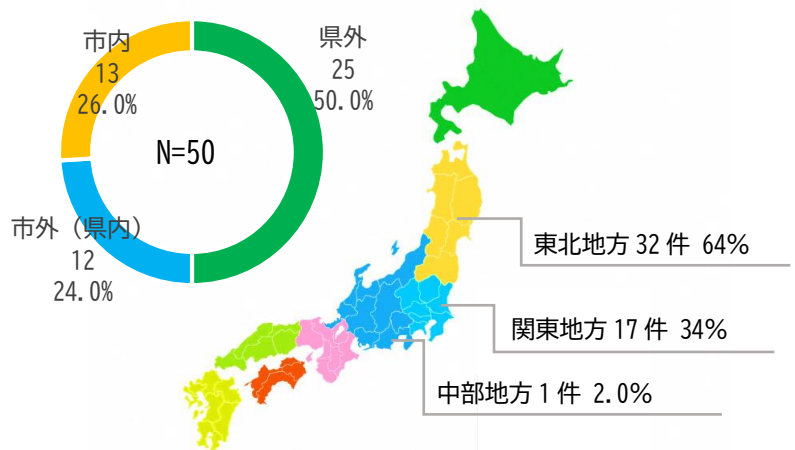 市内
13
26.0%
県外
25
50.0%
N=50
市外（県内）
12
24.0%
東北地方 32 件 64%
関東地方 17 件 34%
中部地方 1 件 2.0%